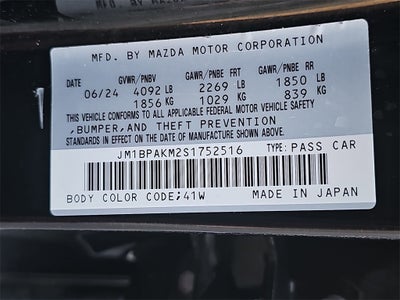 MFD. BY MAZDA MOTOR CORPORATION
DATE GVWR/PNBV GAWR/PNBE FRT GAWR/PNBE RR
06/24 4092 LB 2269 LB 1850 LB
1856 KG 1029 KG 839 KG
THIS VEHICLE CONFORMS TO ALL APPLICABLE FEDERAL MOTOR VEHICLE SAFETY
,BUMPER,AND THEFT PREVENTION
STANDARDS IN EFFECT ON THE DATE OF MANUFACTURE SHOWN ABOVE.
JM1BPAKM2S1752516 TYPE: PASS CAR
BODY COLOR CODE;41W MADE IN JAPAN